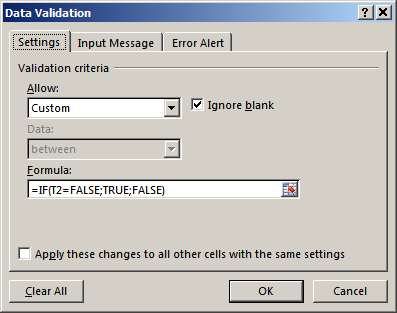 Data Validation
Settings Input Message Error Alert
Validation criteria
Allow:
Custom Ignore blank
Data:
between
Formula:
=IF(T2=FALSE;TRUE;FALSE)
Apply these changes to all other cells with the same settings
Clear All OK Cancel